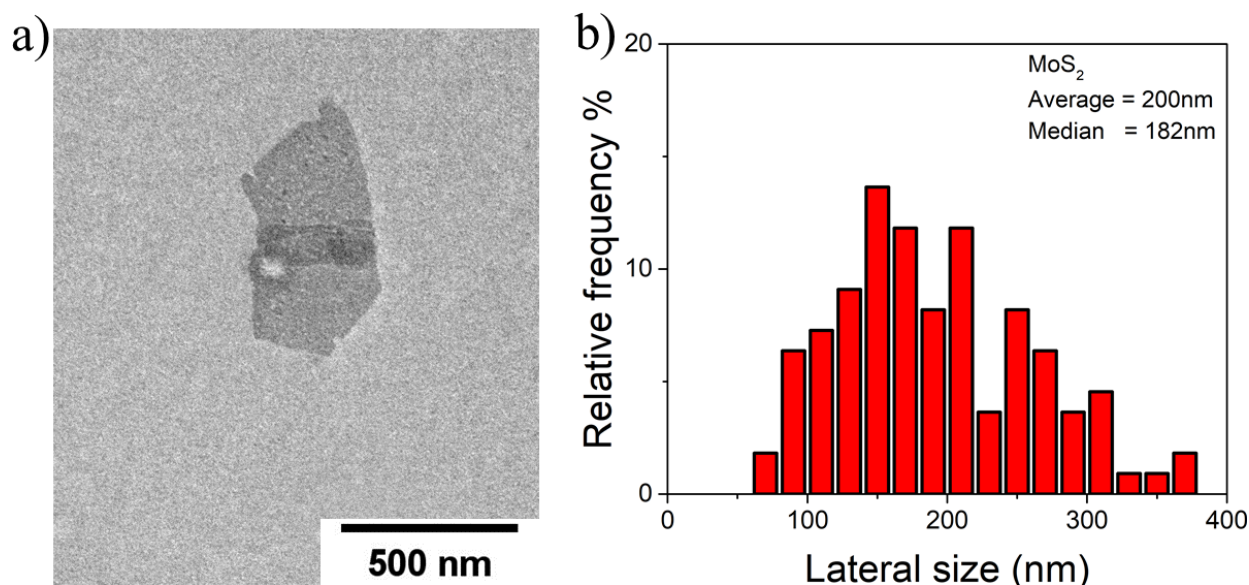 a)
500 nm
b)
20
10
0
Relative frequency %
MoS₂
Average = 200nm
Median = 182nm
0 100 200 300 400
Lateral size (nm)